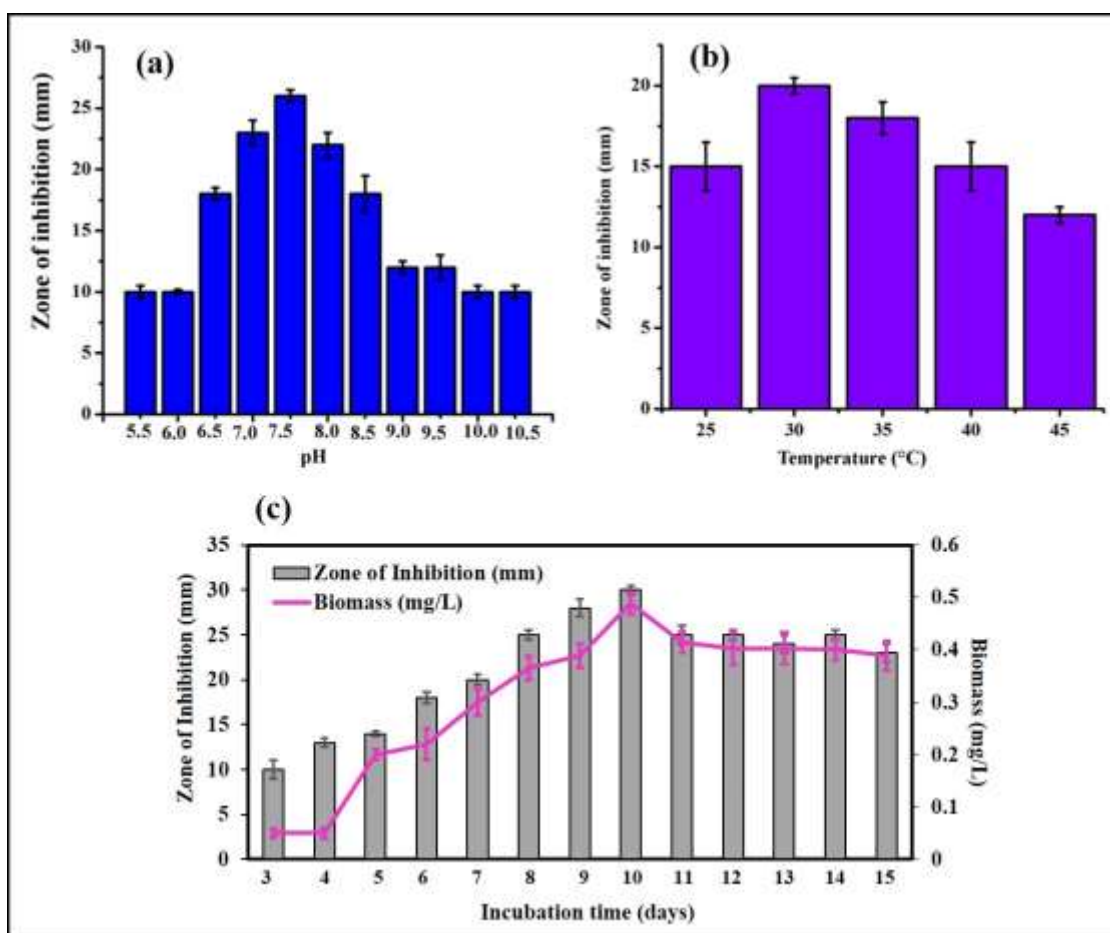 (a)
Zone of inhibition (mm)
30
25
20
15
10
5
0
5.5 6.0 6.5 7.0 7.5 8.0 8.5 9.0 9.5 10.0 10.5
pH
(b)
Zone of inhibition (mm)
20
15
10
5
0
25 30 35 40 45
Temperature (°C)
(c)
Zone of Inhibition (mm)
35
30
25
20
15
10
5
0
Zone of Inhibition (mm)
Biomass (mg/L)
0.6
0.5
0.4
0.3
0.2
0.1
0
Biomass (mg/L)
3 4 5 6 7 8 9 10 11 12 13 14 15
Incubation time (days)